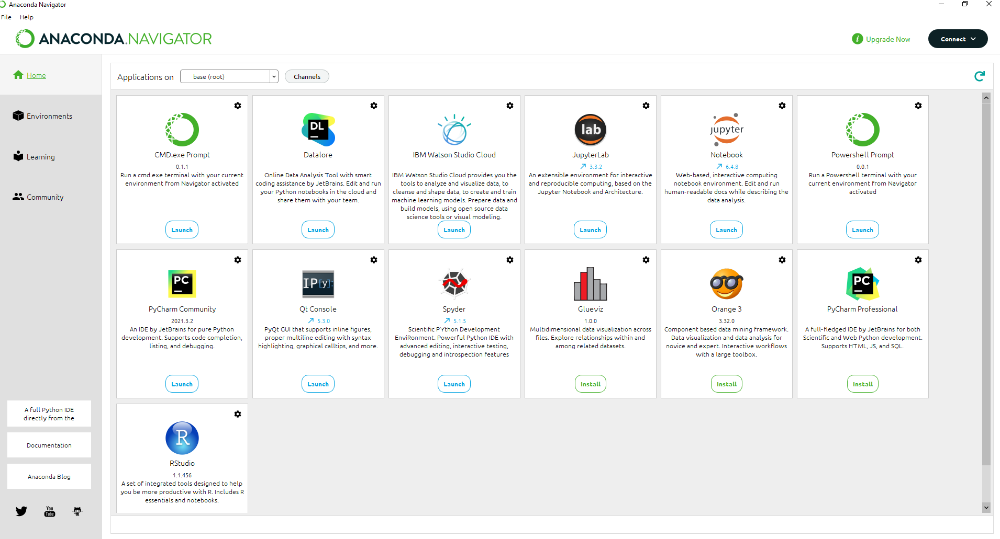 Anaconda Navigator
File Help
ANACONDA.NAVIGATOR
i Upgrade Now
Connect
Home
Environments
Learning
Community
A full Python IDE
directly from the
Documentation
Anaconda Blog
You
Tube
Applications on base (root) Channels
CMD.exe Prompt
0.1.1
Run a cmd.exe terminal with your current
environment from Navigator activated
Launch
DL
Datalore
Online Data Analysis Tool with smart
coding assistance by JetBrains. Edit and run
your Python notebooks in the cloud and
share them with your team.
Launch
IBM Watson Studio Cloud
IBM Watson Studio Cloud provides you the
tools to analyze and visualize data, to
cleanse and shape data, to create and train
machine learning models. Prepare data and
build models, using open source data
science tools or visual modeling.
Launch
lab
JupyterLab
3.3.2
An extensible environment for interactive
and reproducible computing, based on the
Jupyter Notebook and Architecture.
Launch
jupyter
Notebook
6.4.8
Web-based, interactive computing
notebook environment. Edit and run
human-readable docs while describing the
data analysis.
Launch
Powershell Prompt
0.0.1
Run a Powershell terminal with your
current environment from Navigator
activated
Launch
PC
PyCharm Community
2021.3.2
An IDE by JetBrains for pure Python
development. Supports code completion,
listing, and debugging.
Launch
IP[y]:
Qt Console
5.3.0
PyQt GUI that supports inline figures,
proper multiline editing with syntax
highlighting, graphical calltips, and more.
Launch
Spyder
5.1.5
Scientific PYthon Development
EnviRonment. Powerful Python IDE with
advanced editing, interactive testing,
debugging and introspection features
Launch
Glueviz
1.0.0
Multidimensional data visualization across
files. Explore relationships within and
among related datasets.
Install
Orange 3
3.32.0
Component based data mining framework.
Data visualization and data analysis for
novice and expert. Interactive workflows
with a large toolbox.
Install
PC
PyCharm Professional
A full-fledged IDE by JetBrains for both
Scientific and Web Python development.
Supports HTML, JS, and SQL.
Install
R
RStudio
1.1.456
A set of integrated tools designed to help
you be more productive with R. Includes R
essentials and notebooks.